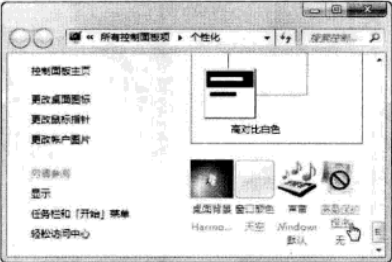 « 所有控制面板项 ▸ 个性化
搜索控制...
控制面板主页
更改桌面图标
更改鼠标指针
更改帐户图片
另请参阅
显示
任务栏和「开始」菜单
轻松访问中心
高对比白色
桌面背景 窗口颜色 声音 屏幕保护程序
Harmo... 天空 Windows 默认 无